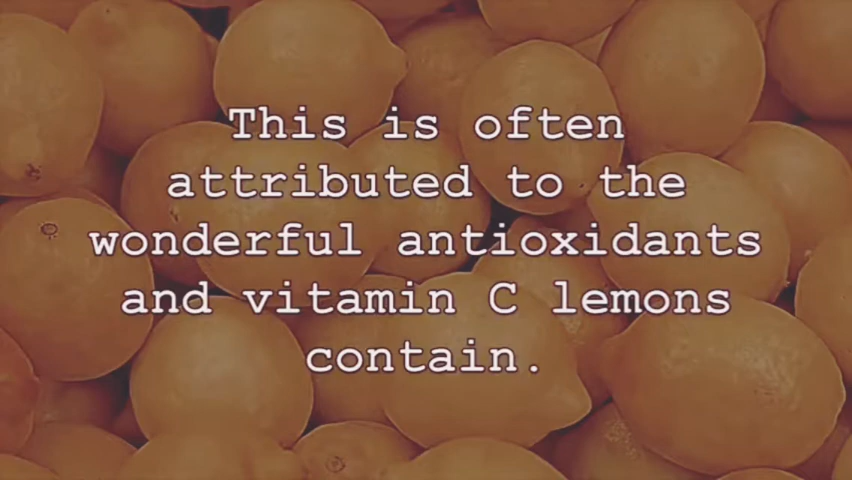 This is often
attributed to the
wonderful antioxidants
and vitamin C lemons
contain.